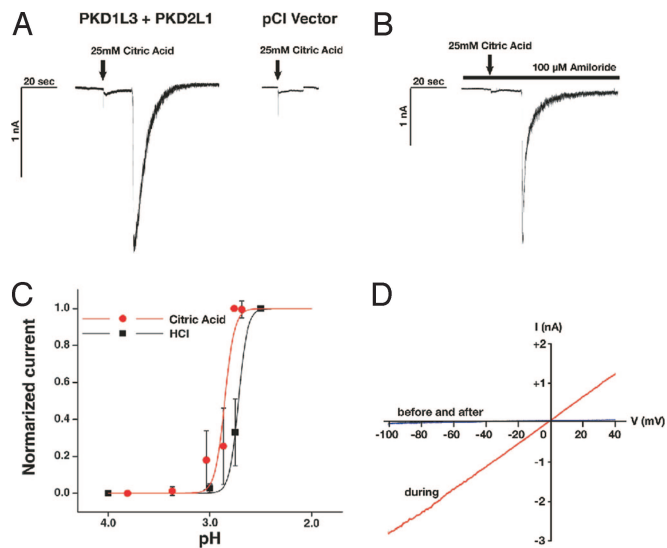 A
PKD1L3 + PKD2L1
pCI Vector
25mM Citric Acid
25mM Citric Acid
20 sec
1 nA
B
25mM Citric Acid
20 sec
100 µM Amiloride
1 nA
C
Normarized current
1.0
0.8
0.6
0.4
0.2
0.0
Citric Acid
HCl
4.0
3.0
2.0
pH
D
I (nA)
+2
+1
before and after
V (mV)
-100
-80
-60
-40
-20
0
20
40
-1
during
-2
-3